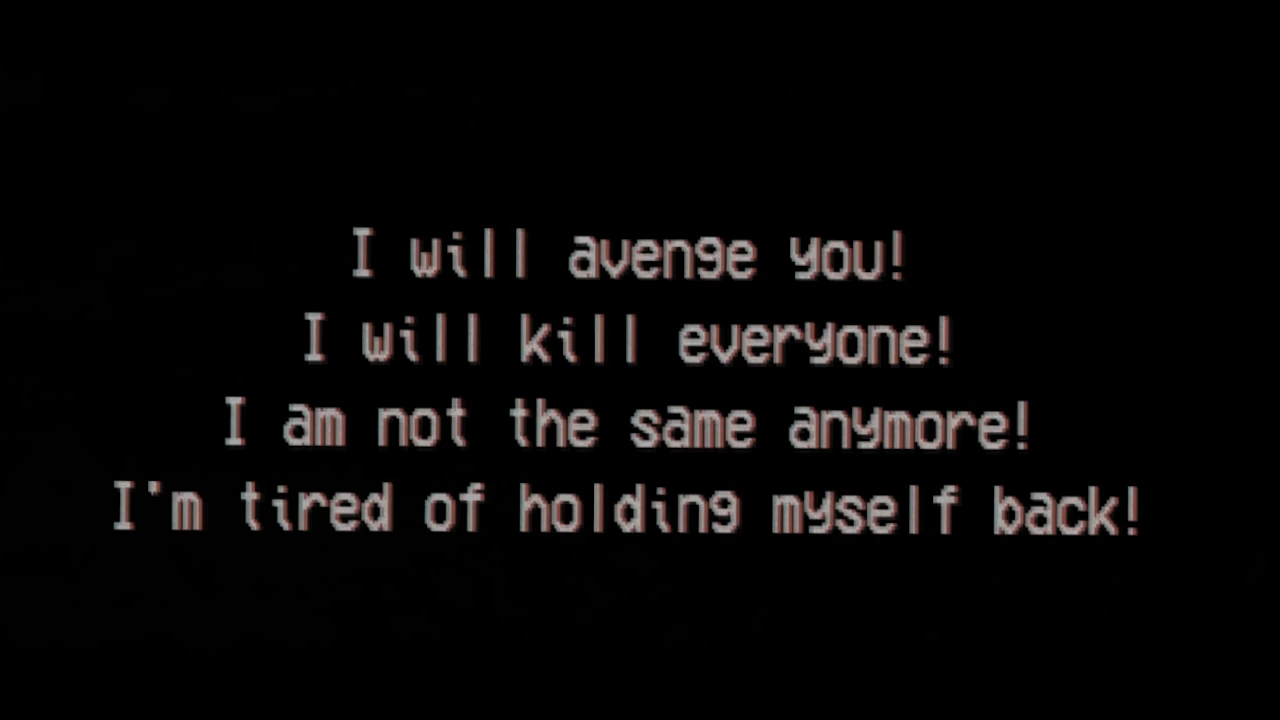 I will avenge you!
I will kill everyone!
I am not the same anymore!
I'm tired of holding myself back!